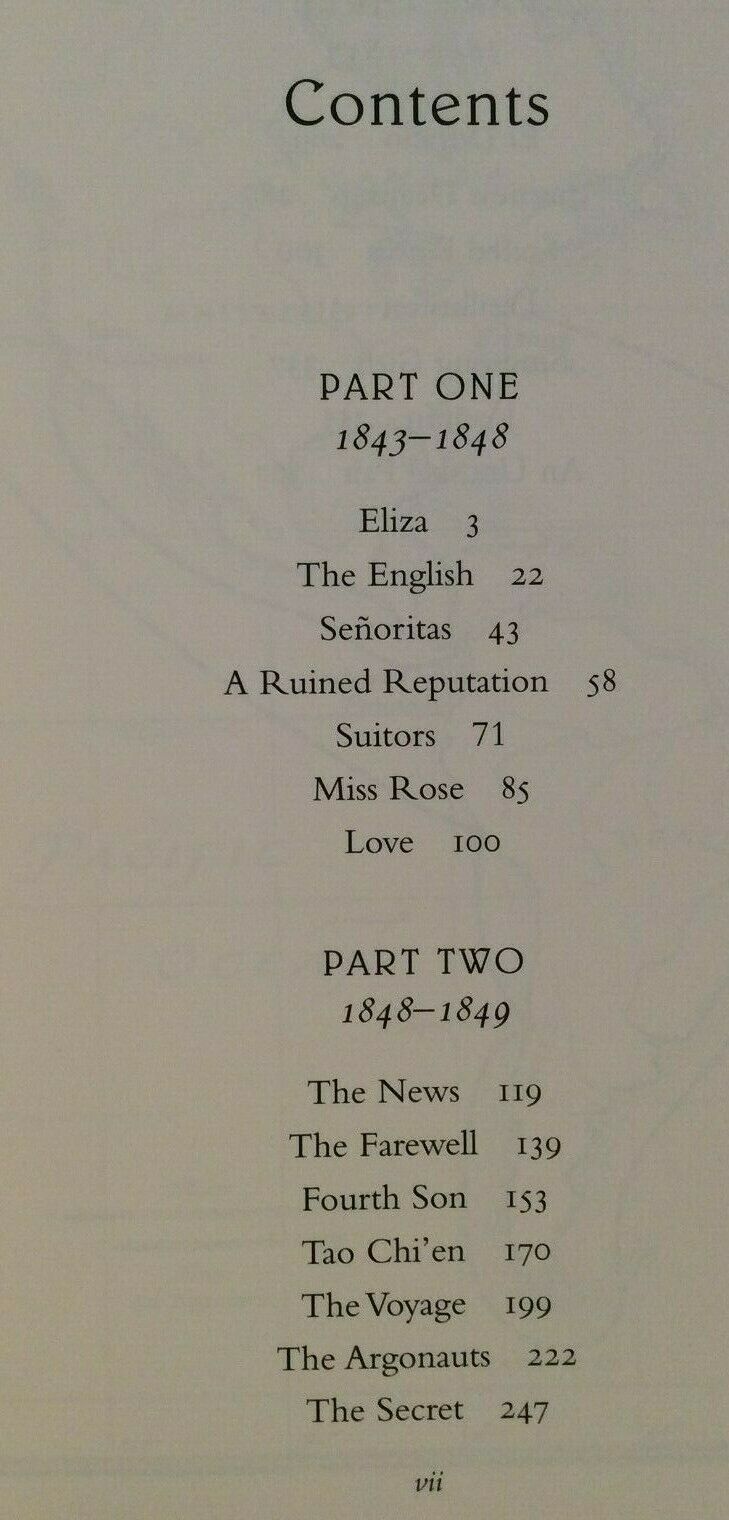 Contents
PART ONE
1843–1848
Eliza 3
The English 22
Señoritas 43
A Ruined Reputation 58
Suitors 71
Miss Rose 85
Love 100
PART TWO
1848–1849
The News 119
The Farewell 139
Fourth Son 153
Tao Chi'en 170
The Voyage 199
The Argonauts 222
The Secret 247
vii